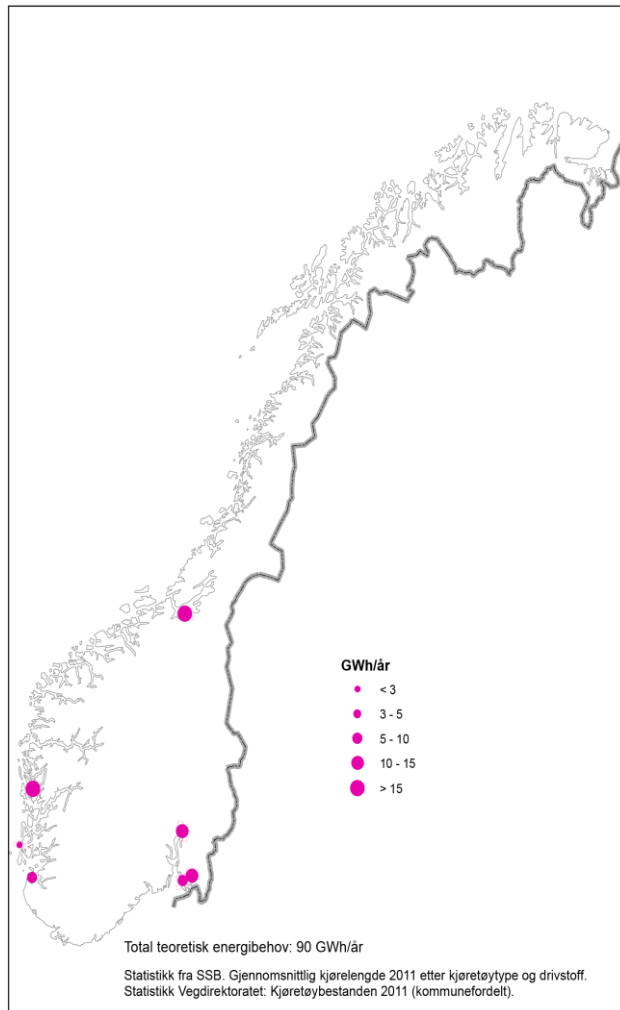 GWh/år
< 3
3 - 5
5 - 10
10 - 15
> 15
Total teoretisk energibehov: 90 GWh/år
Statistikk fra SSB. Gjennomsnittlig kjørelengde 2011 etter kjøretøytype og drivstoff.
Statistikk Vegdirektoratet: Kjøretøybestanden 2011 (kommunefordelt).